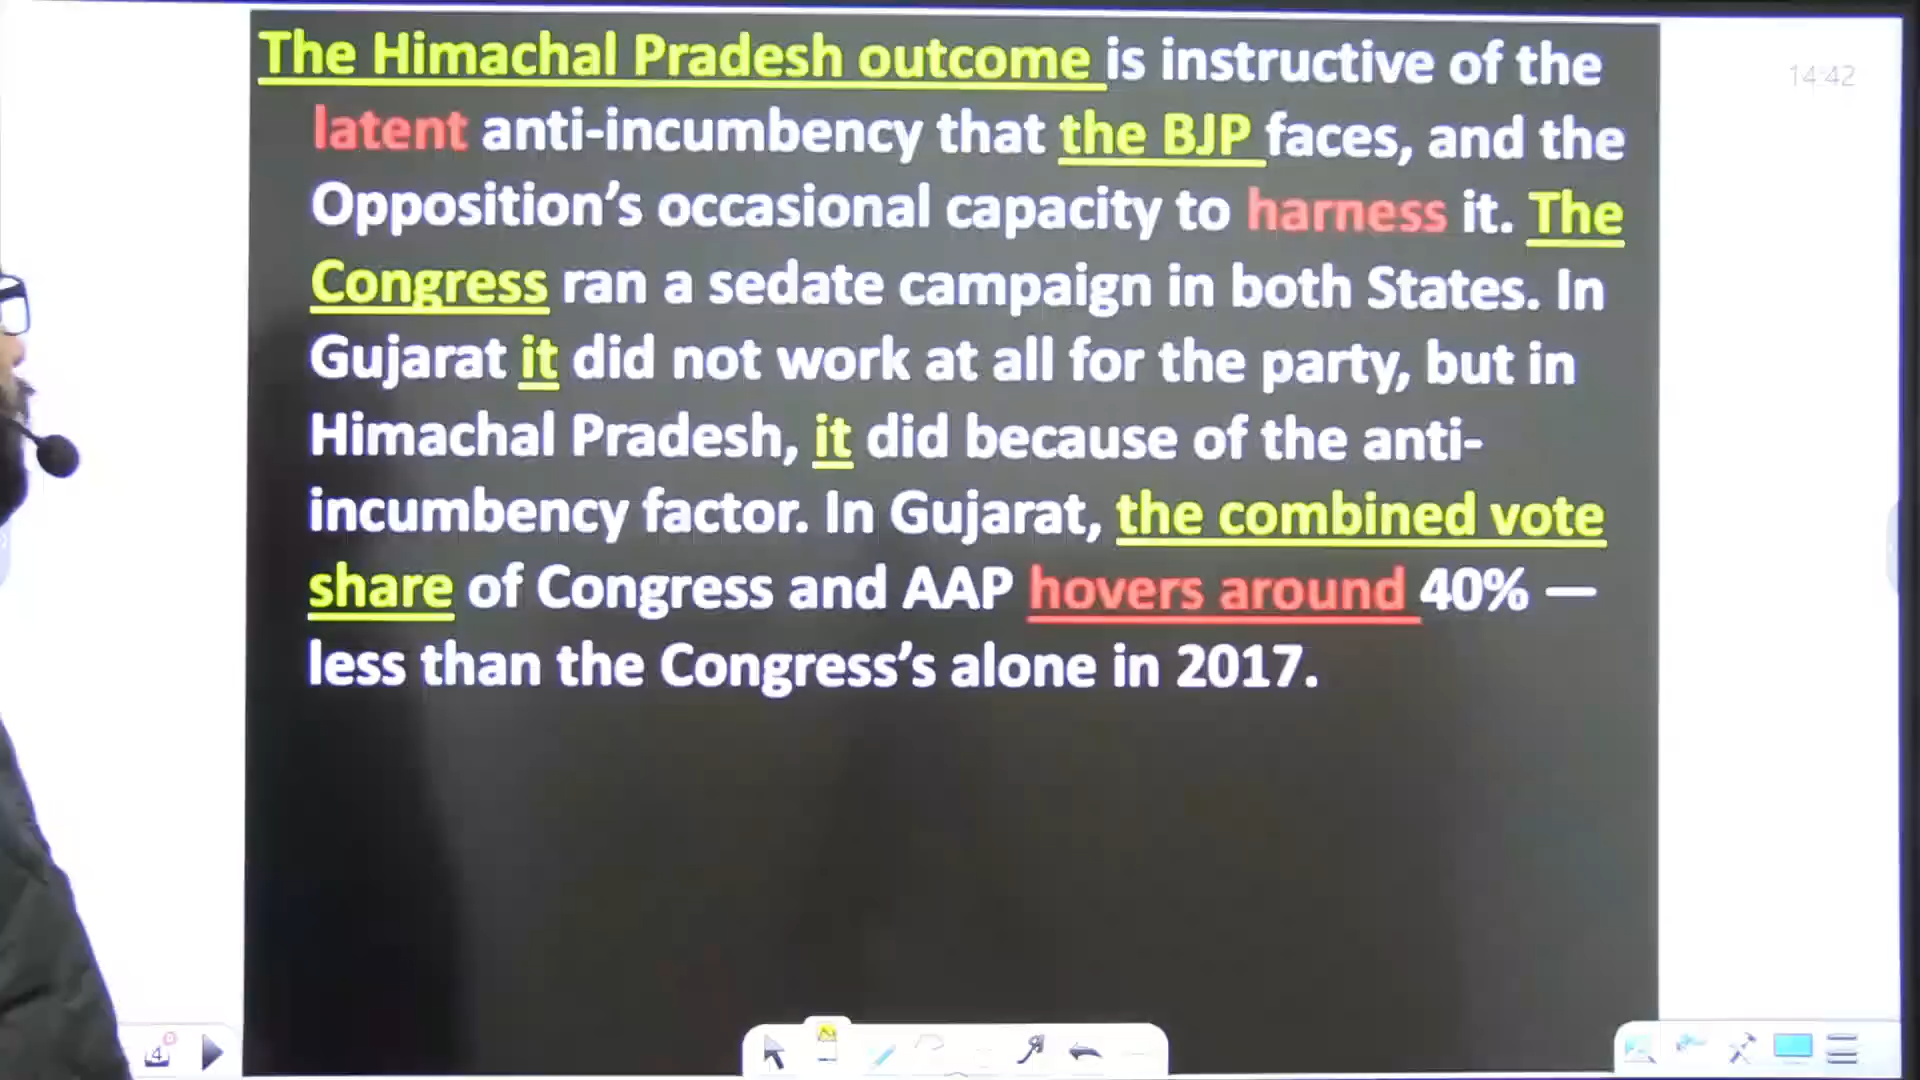 The Himachal Pradesh outcome is instructive of the
14:42
latent anti-incumbency that the BJP faces, and the
Opposition’s occasional capacity to harness it. The
Congress ran a sedate campaign in both States. In
Gujarat it did not work at all for the party, but in
Himachal Pradesh, it did because of the anti-
incumbency factor. In Gujarat, the combined vote
share of Congress and AAP hovers around 40% —
less than the Congress’s alone in 2017.
4